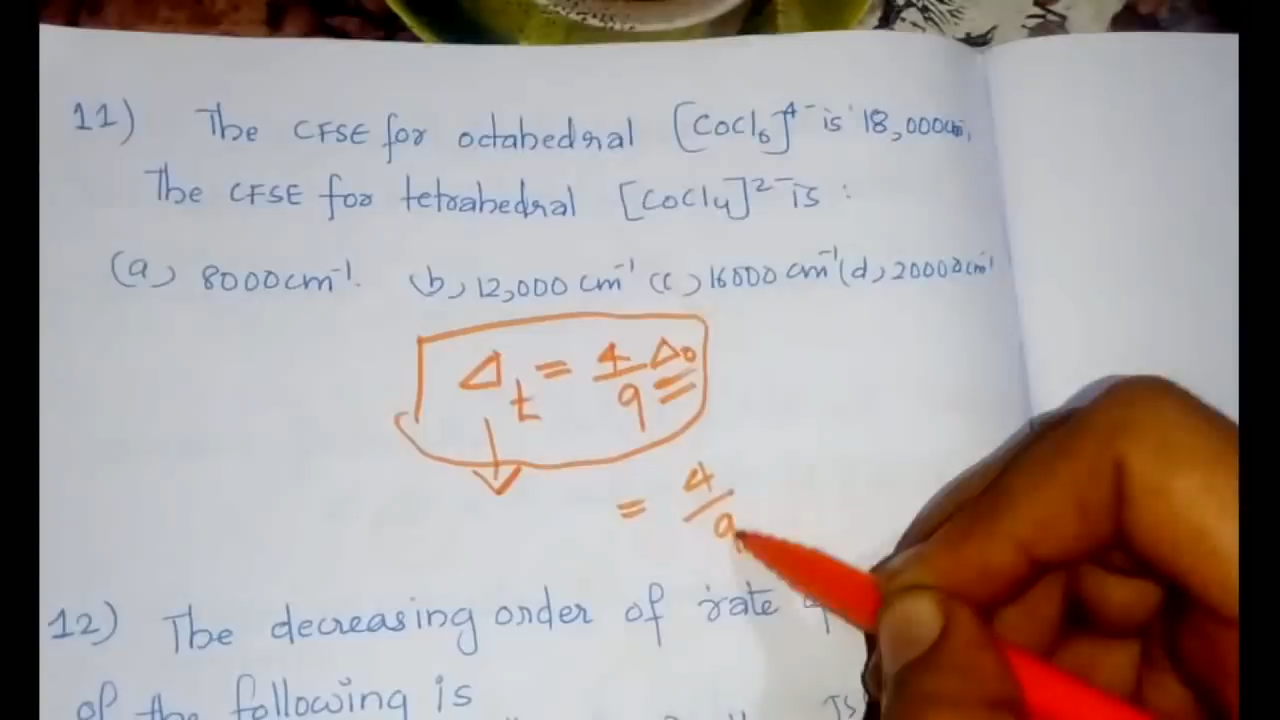 11) The CFSE for octahedral [CoCl6]4- is 18,000cm,
The CFSE for tetrahedral [CoCl4]2- is :
(a) 8000cm-1. (b) 12,000 cm-1 (c) 16000 cm-1 (d) 20000cm-1
Δt = 4/9 Δo
= 4/9
12) The decreasing order of rate
of the following is